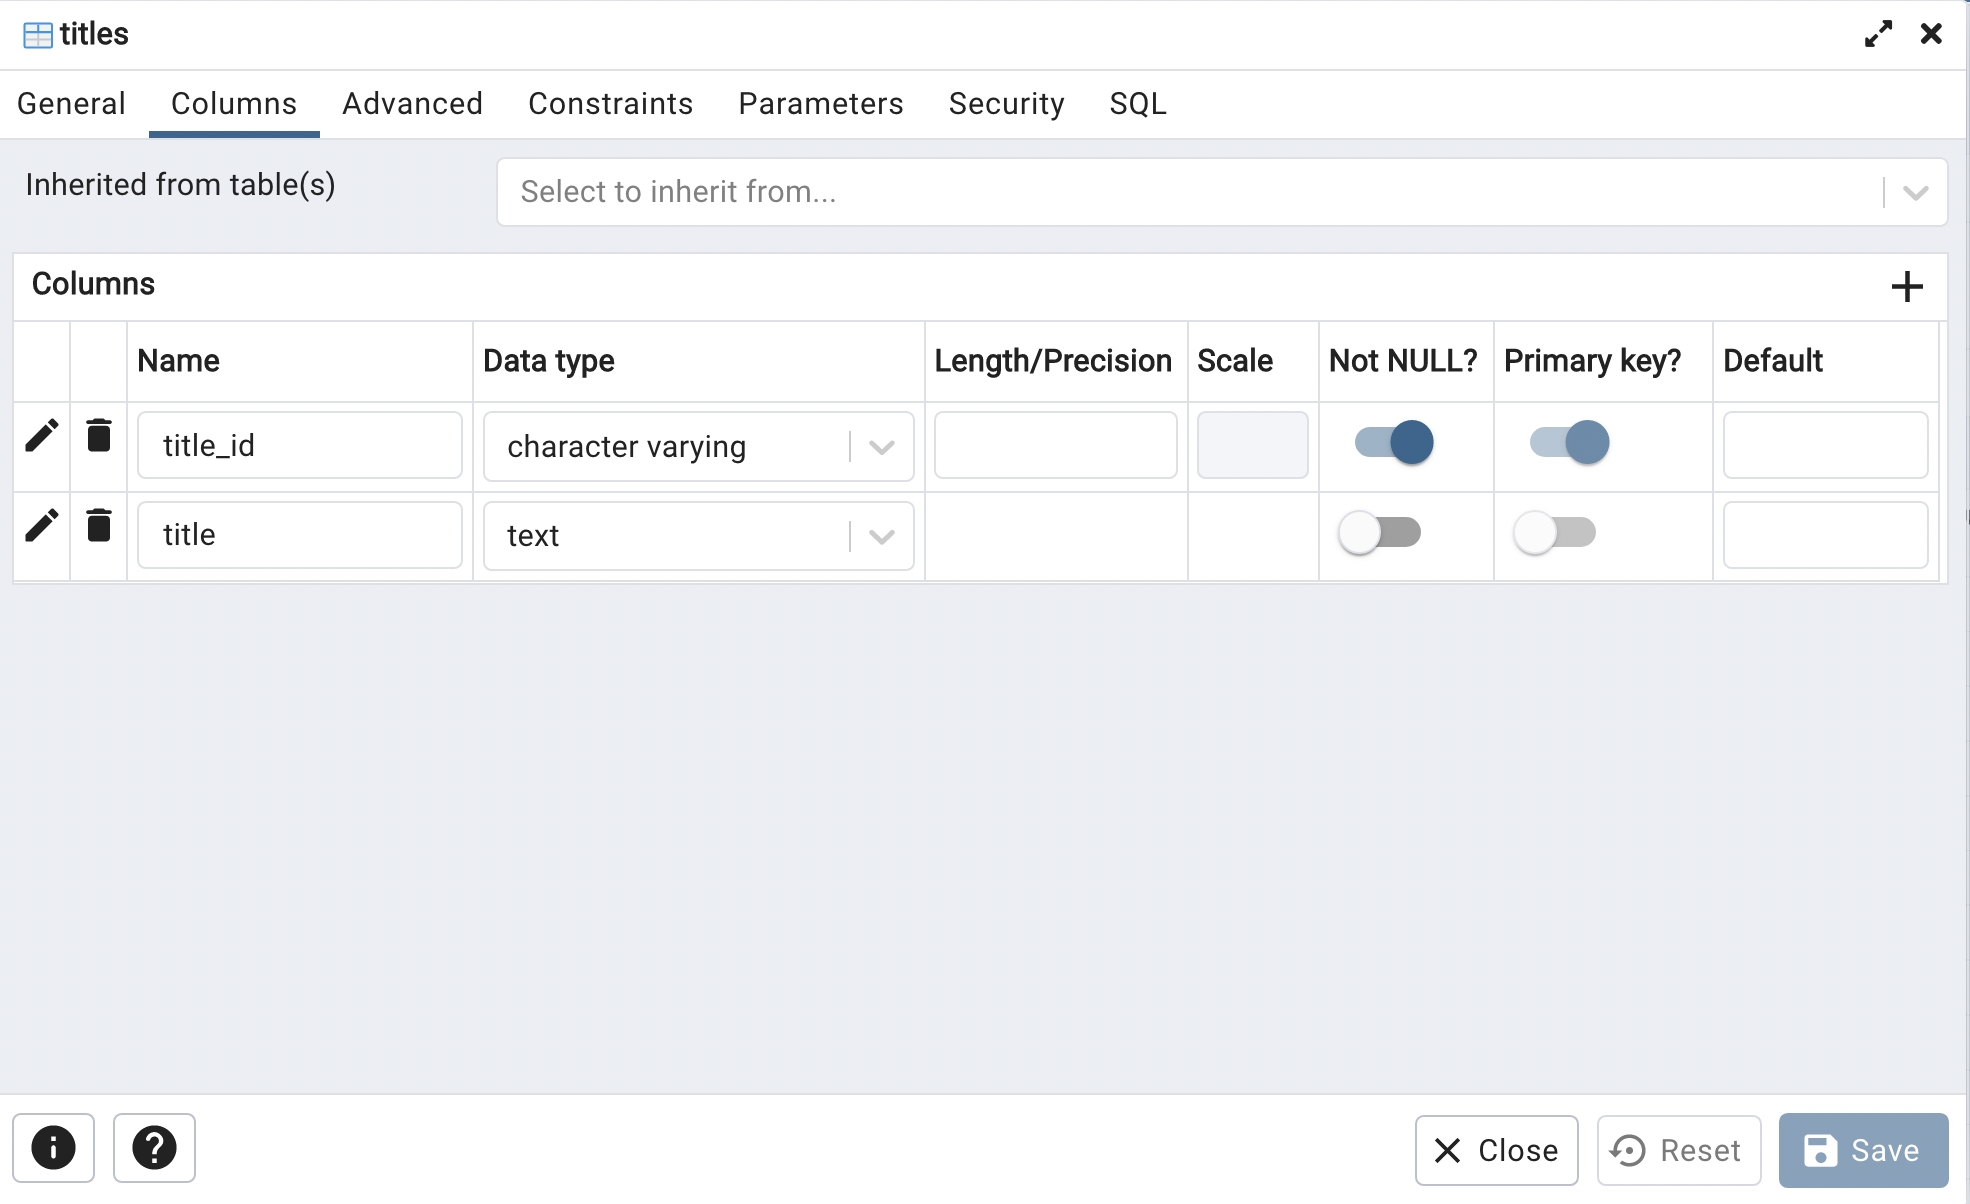 titles
General Columns Advanced Constraints Parameters Security SQL
Inherited from table(s) Select to inherit from...
Columns
Name Data type Length/Precision Scale Not NULL? Primary key? Default
title_id character varying
title text
Close Reset Save